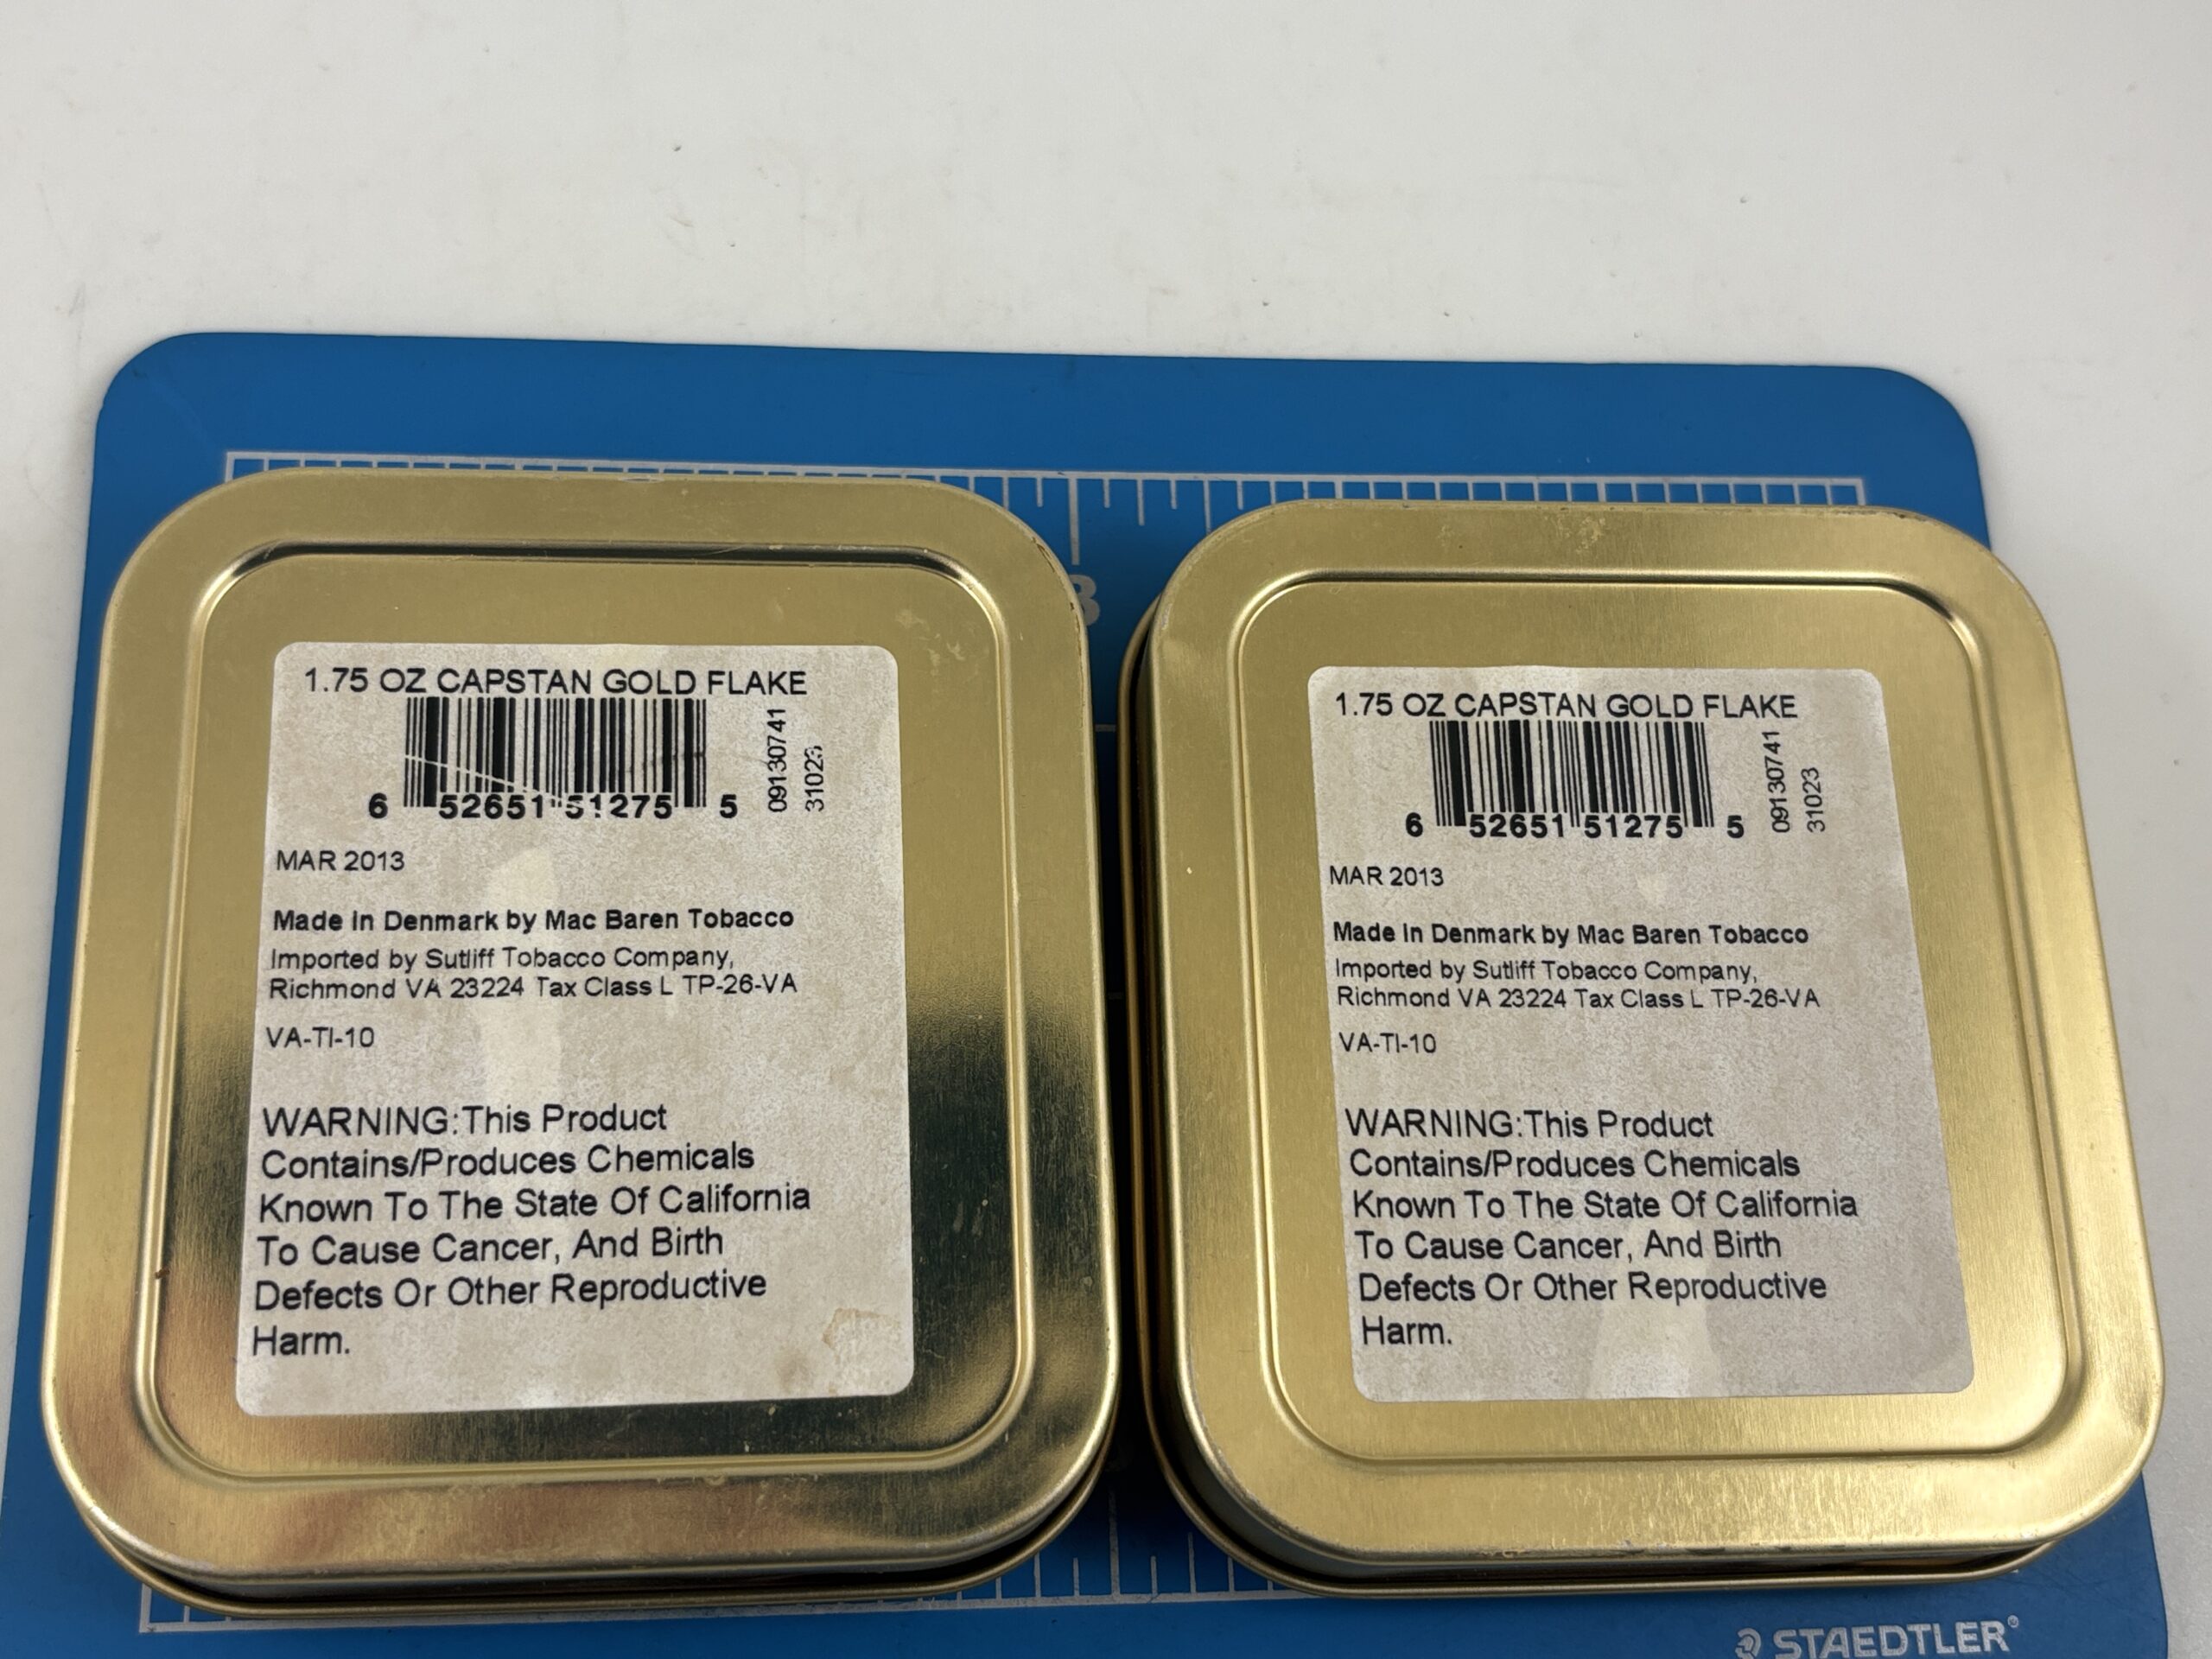 1.75 OZ CAPSTAN GOLD FLAKE
6 52651 51275 5
09130741
31023
MAR 2013
Made In Denmark by Mac Baren Tobacco
Imported by Sutliff Tobacco Company,
Richmond VA 23224 Tax Class L TP-26-VA
VA-TI-10
WARNING:This Product
Contains/Produces Chemicals
Known To The State Of California
To Cause Cancer, And Birth
Defects Or Other Reproductive
Harm.
1.75 OZ CAPSTAN GOLD FLAKE
6 52651 51275 5
09130741
31023
MAR 2013
Made In Denmark by Mac Baren Tobacco
Imported by Sutliff Tobacco Company,
Richmond VA 23224 Tax Class L TP-26-VA
VA-TI-10
WARNING:This Product
Contains/Produces Chemicals
Known To The State Of California
To Cause Cancer, And Birth
Defects Or Other Reproductive
Harm.
STAEDTLER®